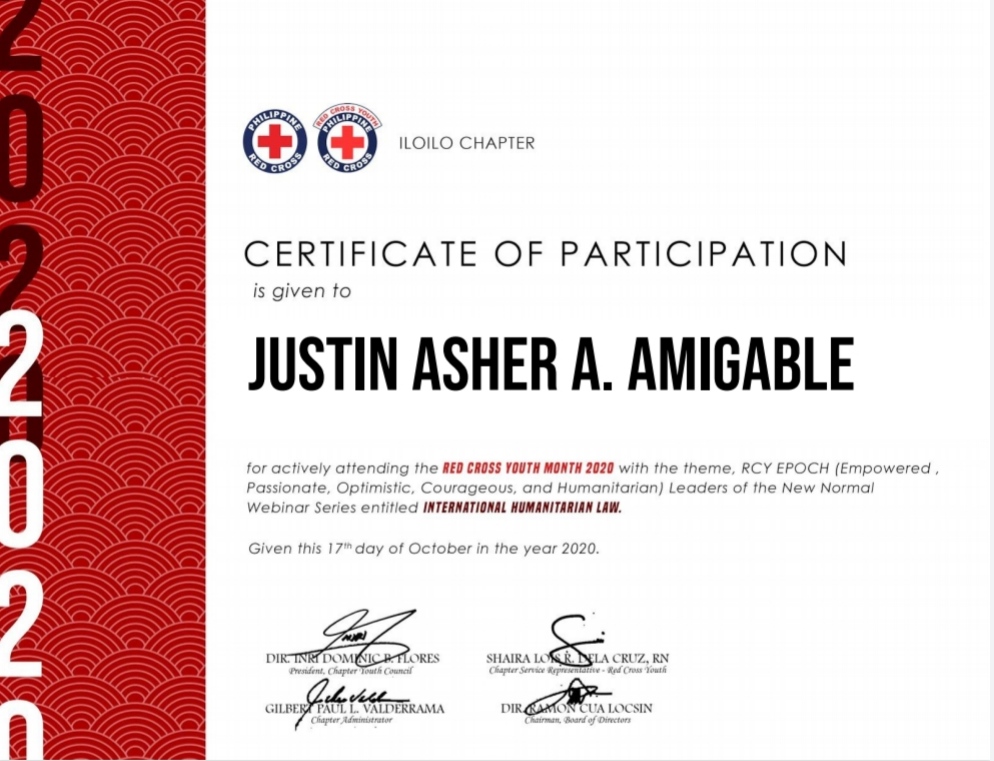 2020
2020
PHILIPPINE
RED CROSS
RED CROSS YOUTH
PHILIPPINE
RED CROSS
ILOILO CHAPTER
CERTIFICATE OF PARTICIPATION
is given to
JUSTIN ASHER A. AMIGABLE
for actively attending the RED CROSS YOUTH MONTH 2020 with the theme, RCY EPOCH (Empowered ,
Passionate, Optimistic, Courageous, and Humanitarian) Leaders of the New Normal
Webinar Series entitled INTERNATIONAL HUMANITARIAN LAW.
Given this 17th day of October in the year 2020.
DIR. INRI DOMINIC B. FLORES
President, Chapter Youth Council
SHAIRA LOIS R. DELA CRUZ, RN
Chapter Service Representative - Red Cross Youth
GILBERT PAUL L. VALDERRAMA
Chapter Administrator
DIR. RAMON CUA LOCSIN
Chairman, Board of Directors